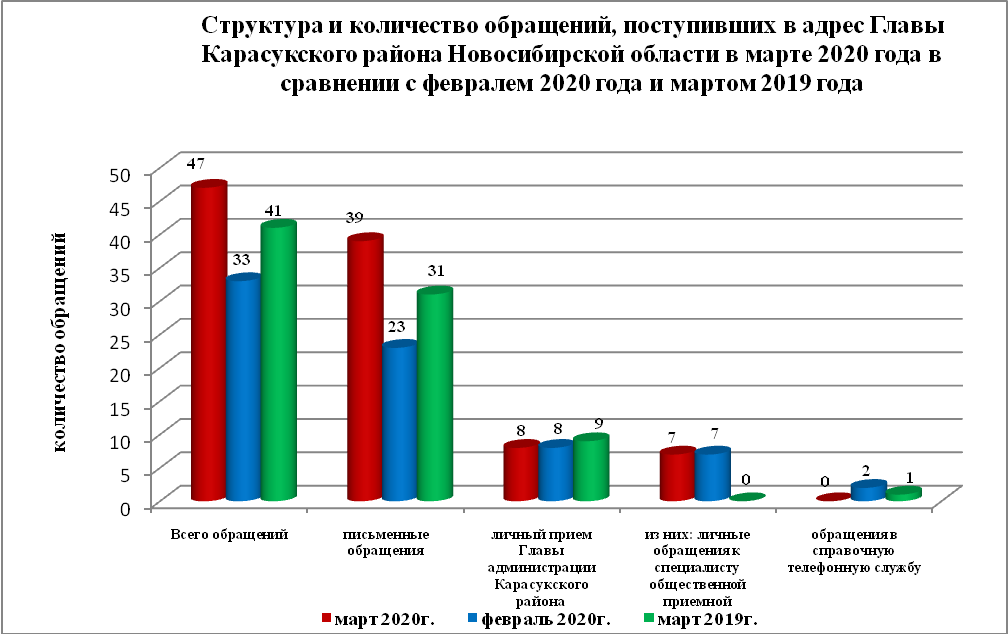 Структура и количество обращений, поступивших в адрес Главы
Карасукского района Новосибирской области в марте 2020 года в
сравнении с февралем 2020 года и мартом 2019 года
количество обращений
50
45
40
35
30
25
20
15
10
5
0
47
33
41
39
23
31
8
8
9
7
7
0
0
2
1
Всего обращений
письменные
обращения
личный прием
Главы
администрации
Карасукского
района
из них: личные
обращения к
специалисту
общественной
приемной
обращения в
справочную
телефонную службу
март 2020г.
февраль 2020г.
март 2019г.